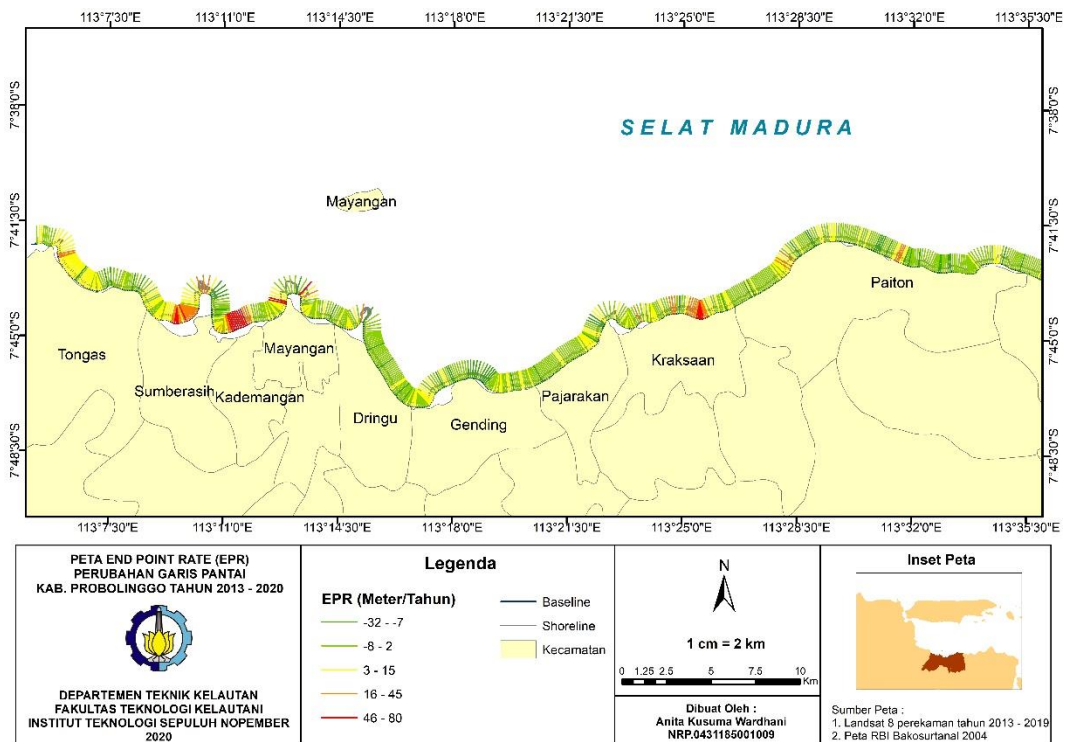 113°7'30"E 113°11'0"E 113°14'30"E 113°18'0"E 113°21'30"E 113°25'0"E 113°28'30"E 113°32'0"E 113°35'30"E
7°38'0"S
7°38'0"S
SELAT MADURA
Mayangan
7°41'30"S
7°41'30"S
Paiton
7°45'0"S
7°45'0"S
Tongas
Mayangan
Kraksaan
Sumberasih
Kademangan
Pajarakan
Dringu
Gending
7°48'30"S
7°48'30"S
113°7'30"E 113°11'0"E 113°14'30"E 113°18'0"E 113°21'30"E 113°25'0"E 113°28'30"E 113°32'0"E 113°35'30"E
PETA END POINT RATE (EPR)
PERUBAHAN GARIS PANTAI
KAB. PROBOLINGGO TAHUN 2013 - 2020
DEPARTEMEN TEKNIK KELAUTAN
FAKULTAS TEKNOLOGI KELAUTANI
INSTITUT TEKNOLOGI SEPULUH NOPEMBER
2020
Legenda
EPR (Meter/Tahun)
-32 - -7
-8 - 2
3 - 15
16 - 45
46 - 80
Baseline
Shoreline
Kecamatan
N
1 cm = 2 km
0 1.25 2.5 5 7.5 10
Km
Dibuat Oleh :
Anita Kusuma Wardhani
NRP.0431185001009
Inset Peta
Sumber Peta :
1. Landsat 8 perekaman tahun 2013 - 2019
2. Peta RBI Bakosurtanal 2004